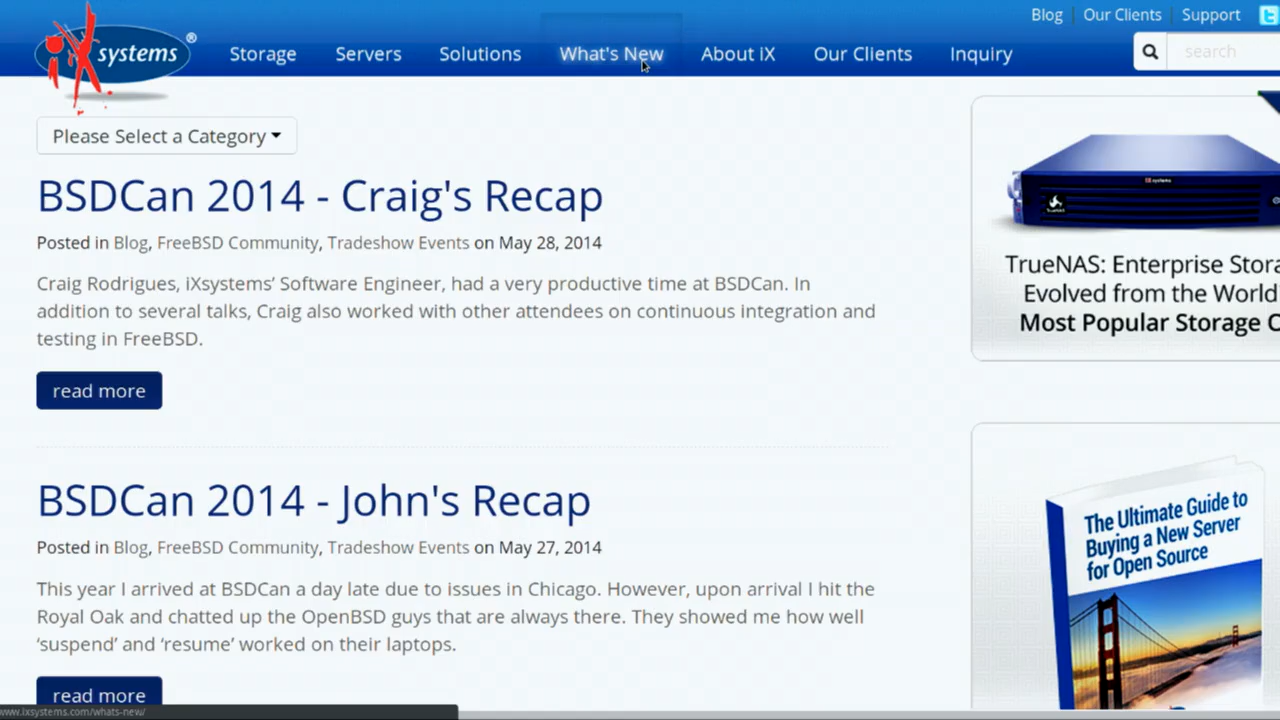 Blog
Our Clients
Support
iXsystems®
Storage
Servers
Solutions
What's New
About iX
Our Clients
Inquiry
search
Please Select a Category
BSDCan 2014 - Craig's Recap
Posted in Blog, FreeBSD Community, Tradeshow Events on May 28, 2014
Craig Rodrigues, iXsystems’ Software Engineer, had a very productive time at BSDCan. In
addition to several talks, Craig also worked with other attendees on continuous integration and
testing in FreeBSD.
read more
BSDCan 2014 - John's Recap
Posted in Blog, FreeBSD Community, Tradeshow Events on May 27, 2014
This year I arrived at BSDCan a day late due to issues in Chicago. However, upon arrival I hit the
Royal Oak and chatted up the OpenBSD guys that are always there. They showed me how well
‘suspend’ and ‘resume’ worked on their laptops.
read more
TrueNAS: Enterprise Stora
Evolved from the World'
Most Popular Storage
The Ultimate Guide to
Buying a New Server
for Open Source
www.ixsystems.com/whats-new/